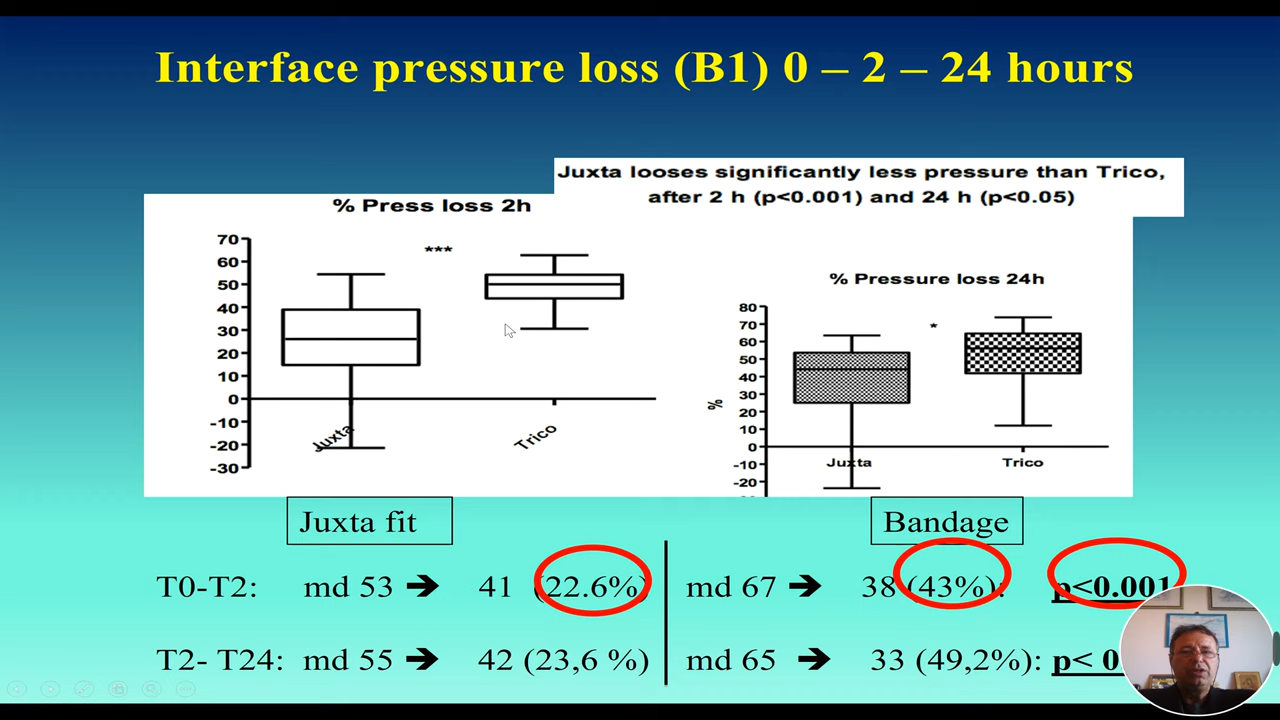 Interface pressure loss (B1) 0 – 2 – 24 hours
Juxta looses significantly less pressure than Trico,
after 2 h (p<0.001) and 24 h (p<0.05)
% Press loss 2h
***
70
60
50
40
30
20
10
0
-10
-20
-30
Juxta
Trico
% Pressure loss 24h
*
%
80
70
60
50
40
30
20
10
0
-10
-20
Juxta
Trico
Juxta fit
Bandage
T0-T2: md 53 ➔ 41 (22.6%) md 67 ➔ 38 (43%): p<0.001
T2- T24: md 55 ➔ 42 (23,6 %) md 65 ➔ 33 (49,2%): p< 0